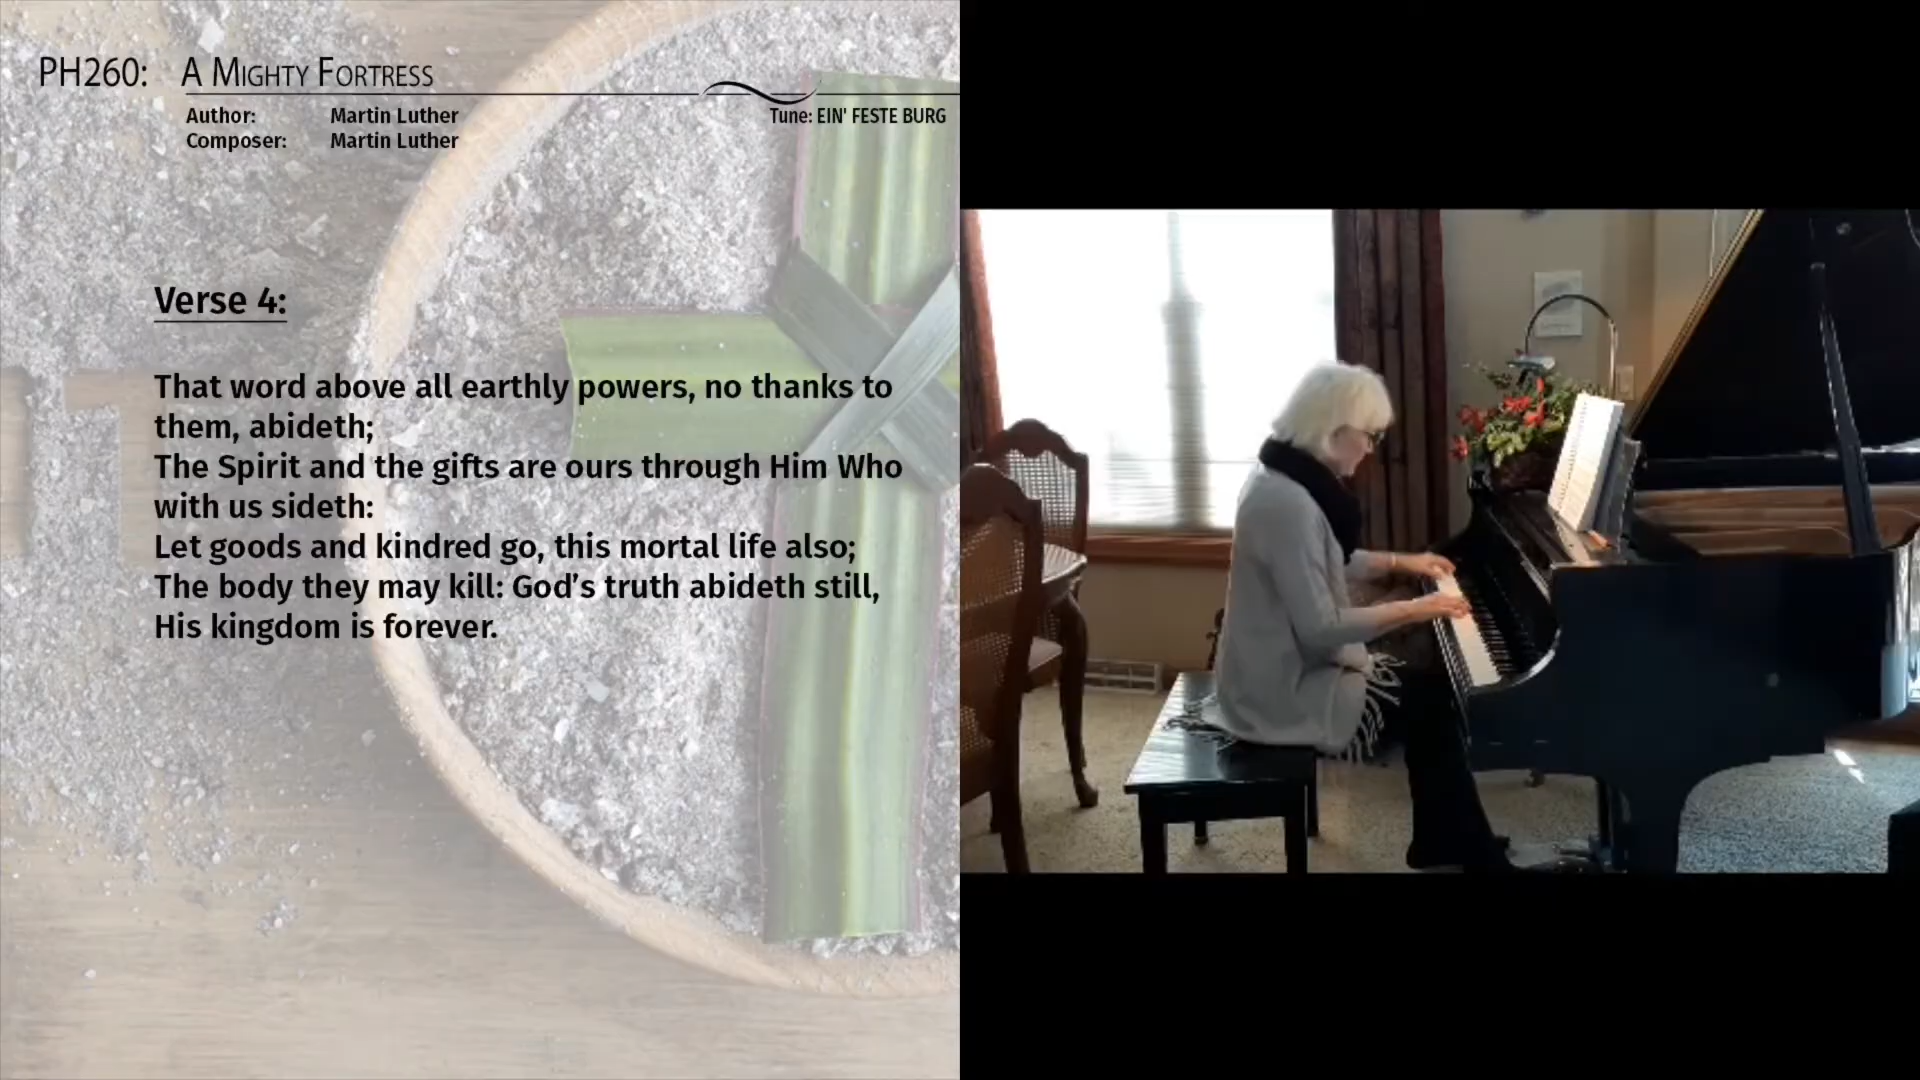 PH260: A Mighty Fortress
Author: Martin Luther Tune: EIN' FESTE BURG
Composer: Martin Luther
Verse 4:
That word above all earthly powers, no thanks to
them, abideth;
The Spirit and the gifts are ours through Him Who
with us sideth:
Let goods and kindred go, this mortal life also;
The body they may kill: God’s truth abideth still,
His kingdom is forever.